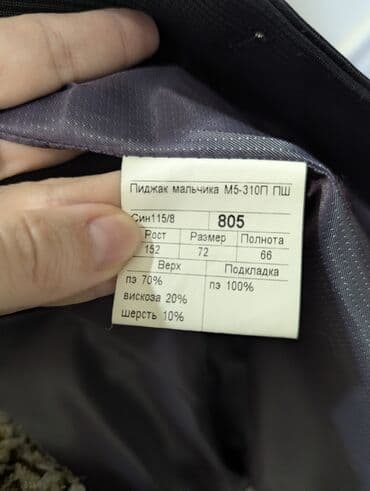 Пиджак мальчика М5-310П ПШ
Син115/8 805
Рост Размер Полнота
152 72 66
Верх Подкладка
пэ 70% пэ 100%
вискоза 20%
шерсть 10%